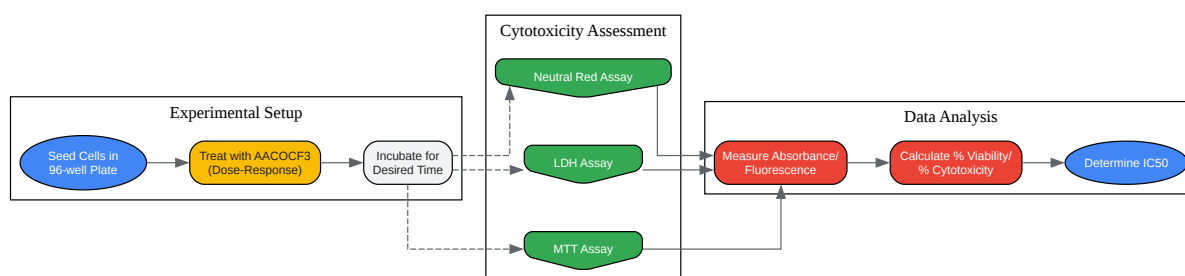 Experimental Setup
Seed Cells in
96-well Plate
Treat with AACOCF3
(Dose-Response)
Incubate for
Desired Time
Cytotoxicity Assessment
Neutral Red Assay
LDH Assay
MTT Assay
Data Analysis
Measure Absorbance/
Fluorescence
Calculate % Viability/
% Cytotoxicity
Determine IC50